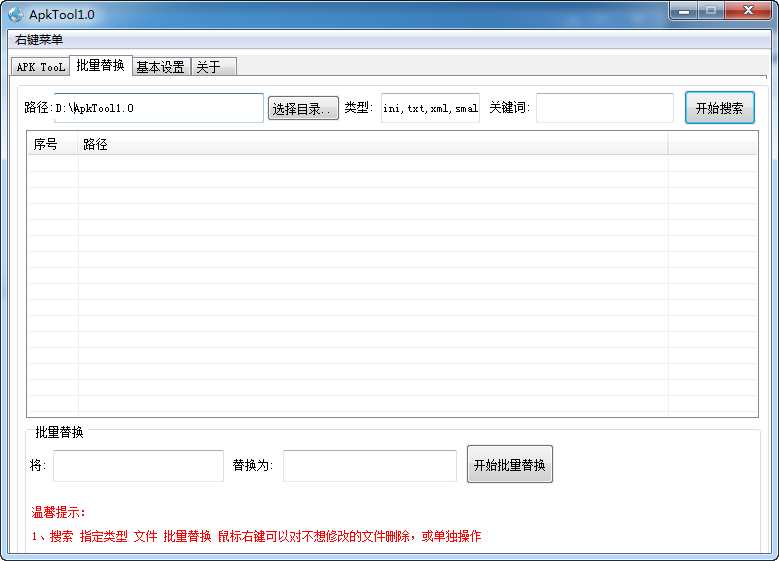 ApkTool1.0
右键菜单
APK TooL 批量替换 基本设置 关于
路径: D:\ApkTool1.0 选择目录.. 类型: ini,txt,xml,smal 关键词: 开始搜索
序号 路径
批量替换
将: 替换为: 开始批量替换
温馨提示:
1、搜索 指定类型 文件 批量替换 鼠标右键可以对不想修改的文件删除，或单独操作